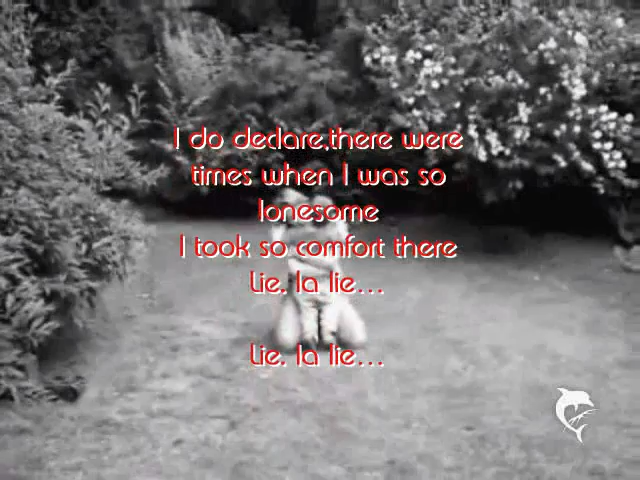 I do declare,there were
times when I was so
lonesome
I took so comfort there
Lie. la lie...
Lie. la lie...